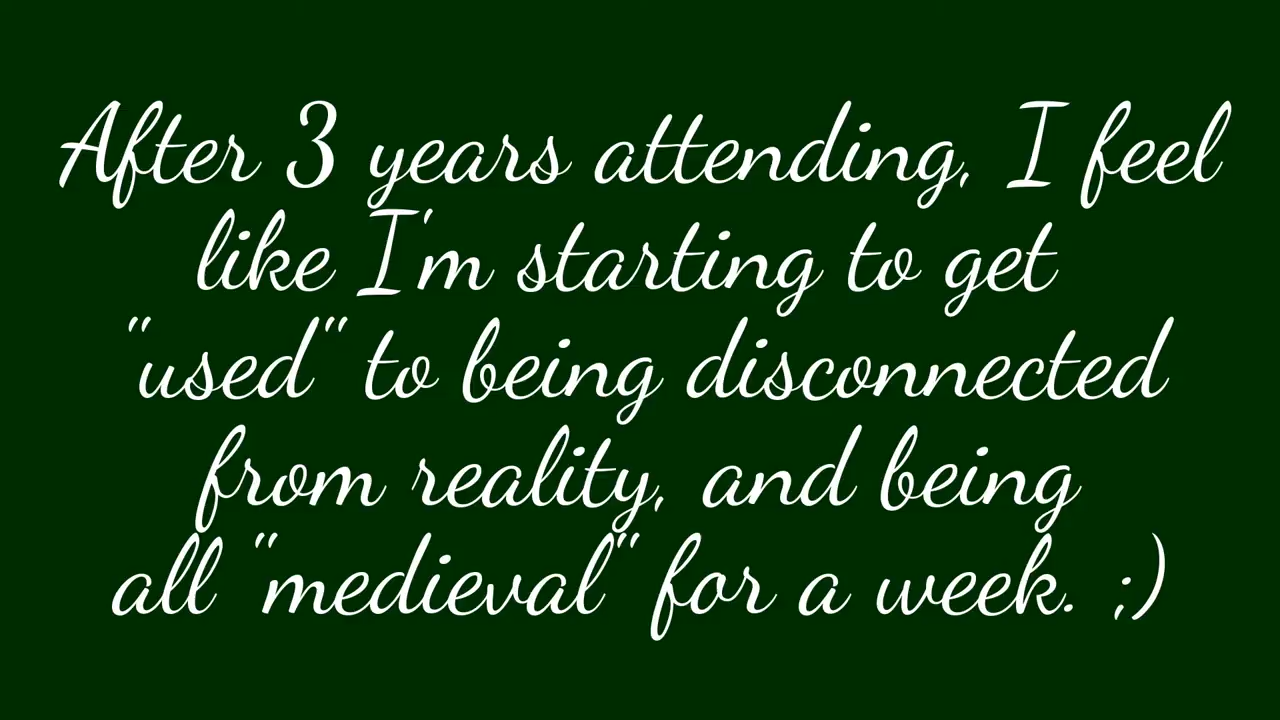 After 3 years attending, I feel
like I'm starting to get
"used" to being disconnected
from reality, and being
all "medieval" for a week. ;)